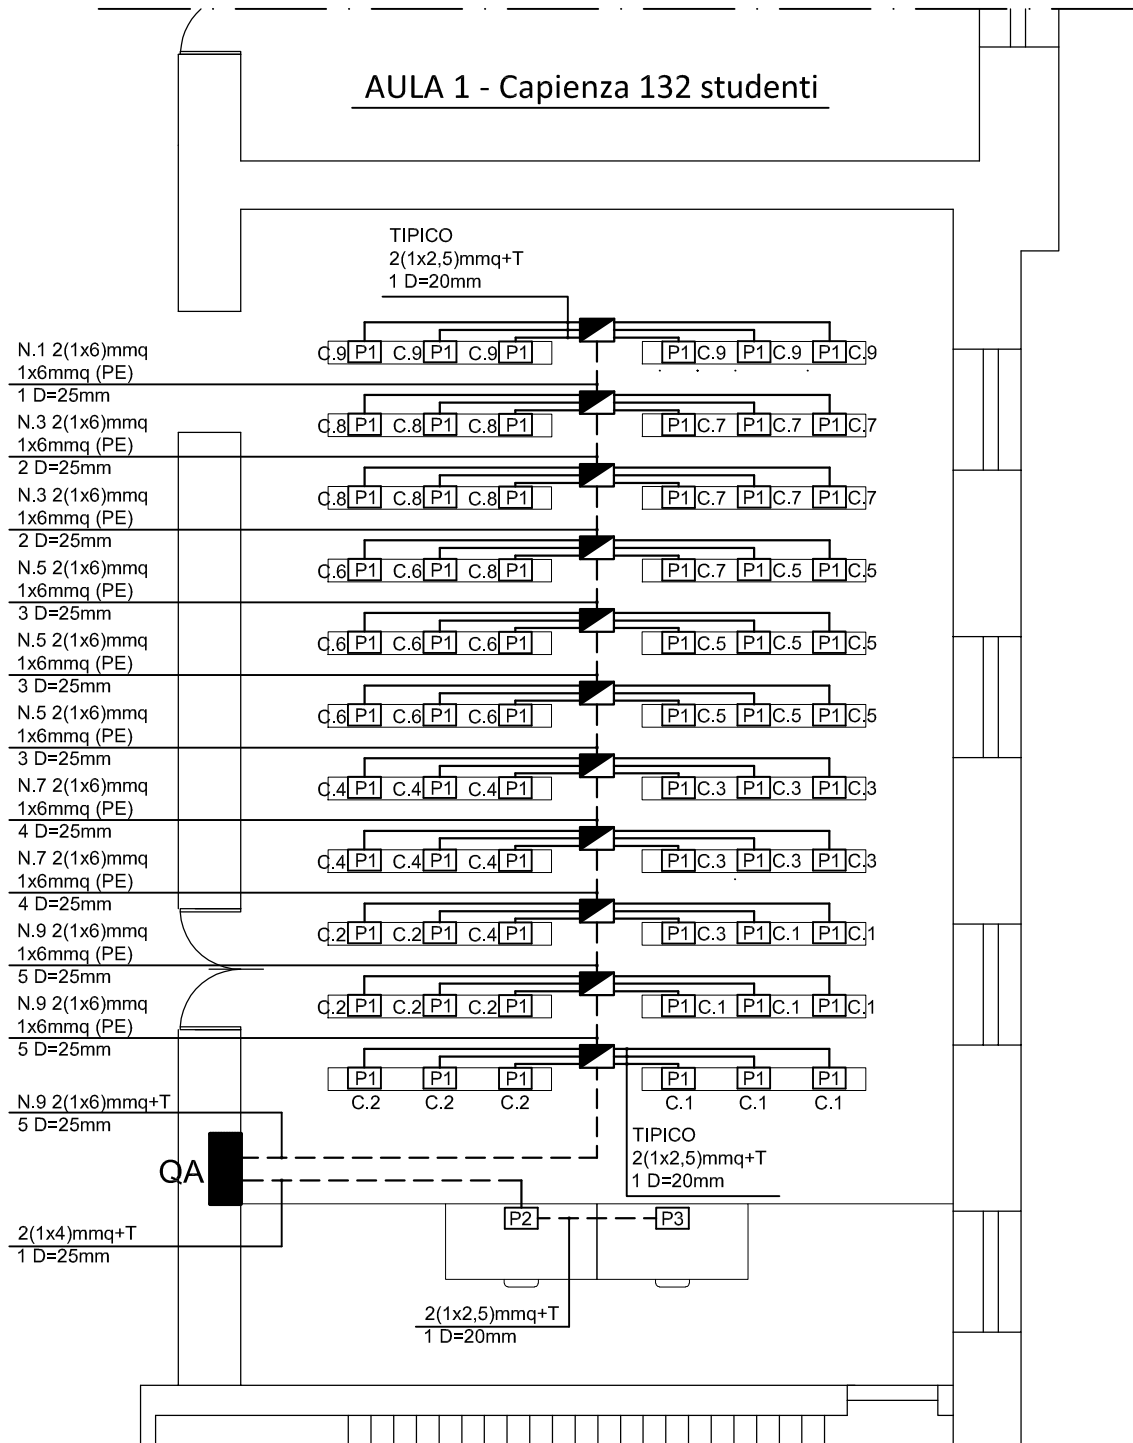 AULA 1 - Capienza 132 studenti
TIPICO
2(1x2,5)mmq+T
1 D=20mm
N.1 2(1x6)mmq
1x6mmq (PE)
1 D=25mm
C.9 P1 C.9 P1 C.9 P1 P1 C.9 P1 C.9 P1 C.9
N.3 2(1x6)mmq
1x6mmq (PE)
2 D=25mm
C.8 P1 C.8 P1 C.8 P1 P1 C.7 P1 C.7 P1 C.7
N.3 2(1x6)mmq
1x6mmq (PE)
2 D=25mm
C.8 P1 C.8 P1 C.8 P1 P1 C.7 P1 C.7 P1 C.7
N.5 2(1x6)mmq
1x6mmq (PE)
3 D=25mm
C.6 P1 C.6 P1 C.8 P1 P1 C.7 P1 C.5 P1 C.5
N.5 2(1x6)mmq
1x6mmq (PE)
3 D=25mm
C.6 P1 C.6 P1 C.6 P1 P1 C.5 P1 C.5 P1 C.5
N.5 2(1x6)mmq
1x6mmq (PE)
3 D=25mm
C.6 P1 C.6 P1 C.6 P1 P1 C.5 P1 C.5 P1 C.5
N.7 2(1x6)mmq
1x6mmq (PE)
4 D=25mm
C.4 P1 C.4 P1 C.4 P1 P1 C.3 P1 C.3 P1 C.3
N.7 2(1x6)mmq
1x6mmq (PE)
4 D=25mm
C.4 P1 C.4 P1 C.4 P1 P1 C.3 P1 C.3 P1 C.3
N.9 2(1x6)mmq
1x6mmq (PE)
5 D=25mm
C.2 P1 C.2 P1 C.4 P1 P1 C.3 P1 C.1 P1 C.1
N.9 2(1x6)mmq
1x6mmq (PE)
5 D=25mm
C.2 P1 C.2 P1 C.2 P1 P1 C.1 P1 C.1 P1 C.1
P1 P1 P1 P1 P1 P1
C.2 C.2 C.2 C.1 C.1 C.1
N.9 2(1x6)mmq+T
5 D=25mm
TIPICO
2(1x2,5)mmq+T
1 D=20mm
QA
P2 P3
2(1x4)mmq+T
1 D=25mm
2(1x2,5)mmq+T
1 D=20mm